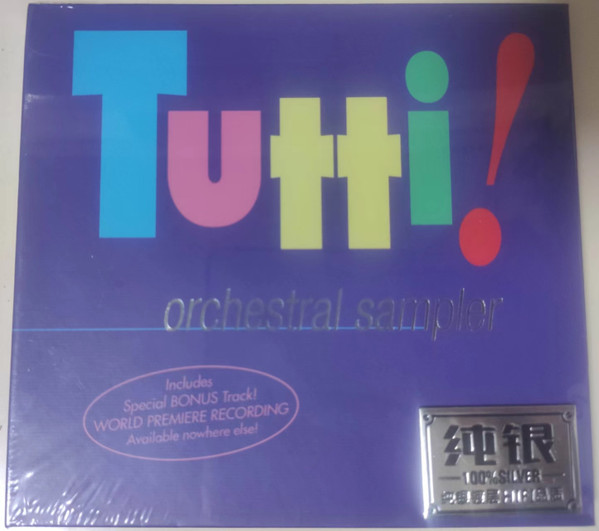 Tutti!
orchestral sampler
Includes
Special BONUS Track!
WORLD PREMIERE RECORDING
Available nowhere else!
纯银
100%SILVER